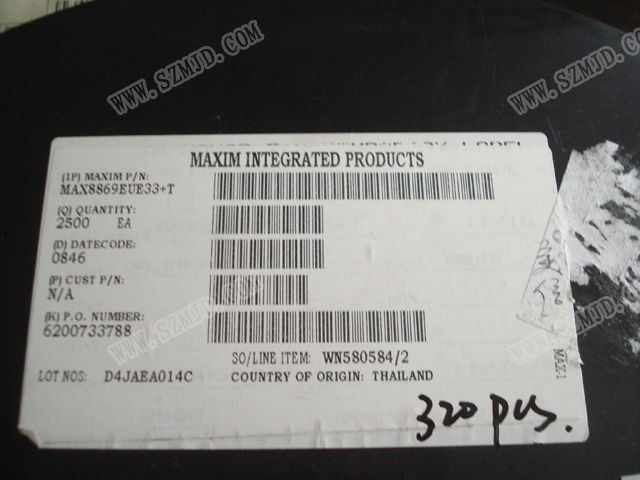 WWW.SZMJD.COM
WWW.SZMJD.COM
MAXIM INTEGRATED PRODUCTS
(1P) MAXIM P/N:
MAX8869EUE33+T
(Q) QUANTITY:
2500 EA
(D) DATECODE:
0846
(P) CUST P/N:
N/A
(K) P.O. NUMBER:
6200733788
SO/LINE ITEM: WN580584/2
LOT NOS: D4JAEA014C COUNTRY OF ORIGIN: THAILAND
MAX-1
320 pcs.
WWW.SZMJD.COM
WWW.SZMJD.COM